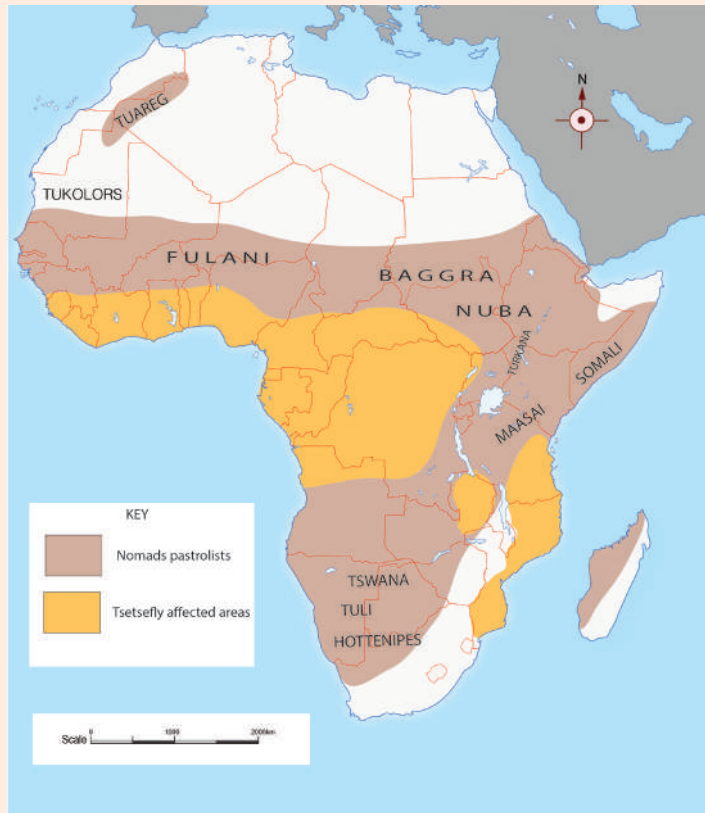 N
TUAREG
TUKOLORS
FULANI
BAGGRA
NUBA
TURKANA
SOMALI
MAASAI
TSWANA
TULI
HOTTENIPES
KEY
Nomads pastrolists
Tsetsefly affected areas
Scale 0 1000 2000km